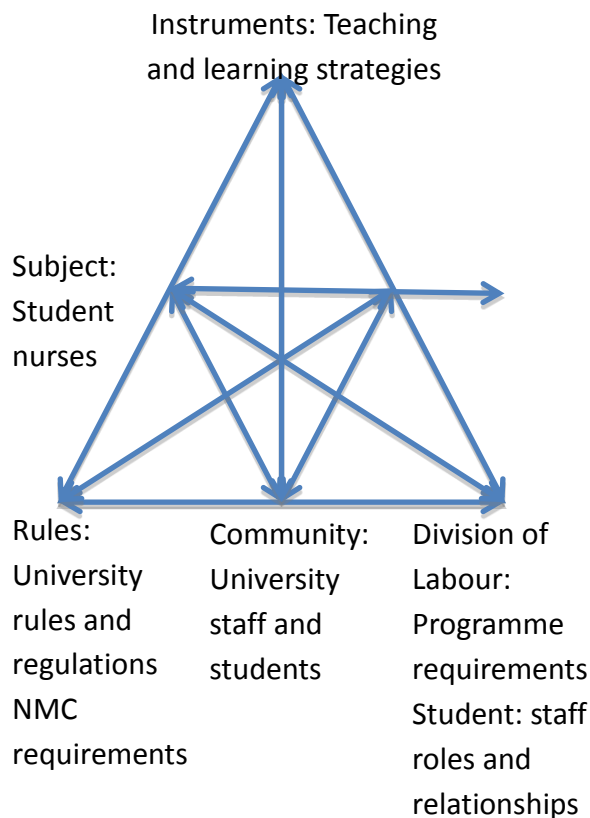 Instruments: Teaching
and learning strategies
Subject:
Student
nurses
Rules:
University
rules and
regulations
NMC
requirements
Community:
University
staff and
students
Division of
Labour:
Programme
requirements
Student: staff
roles and
relationships